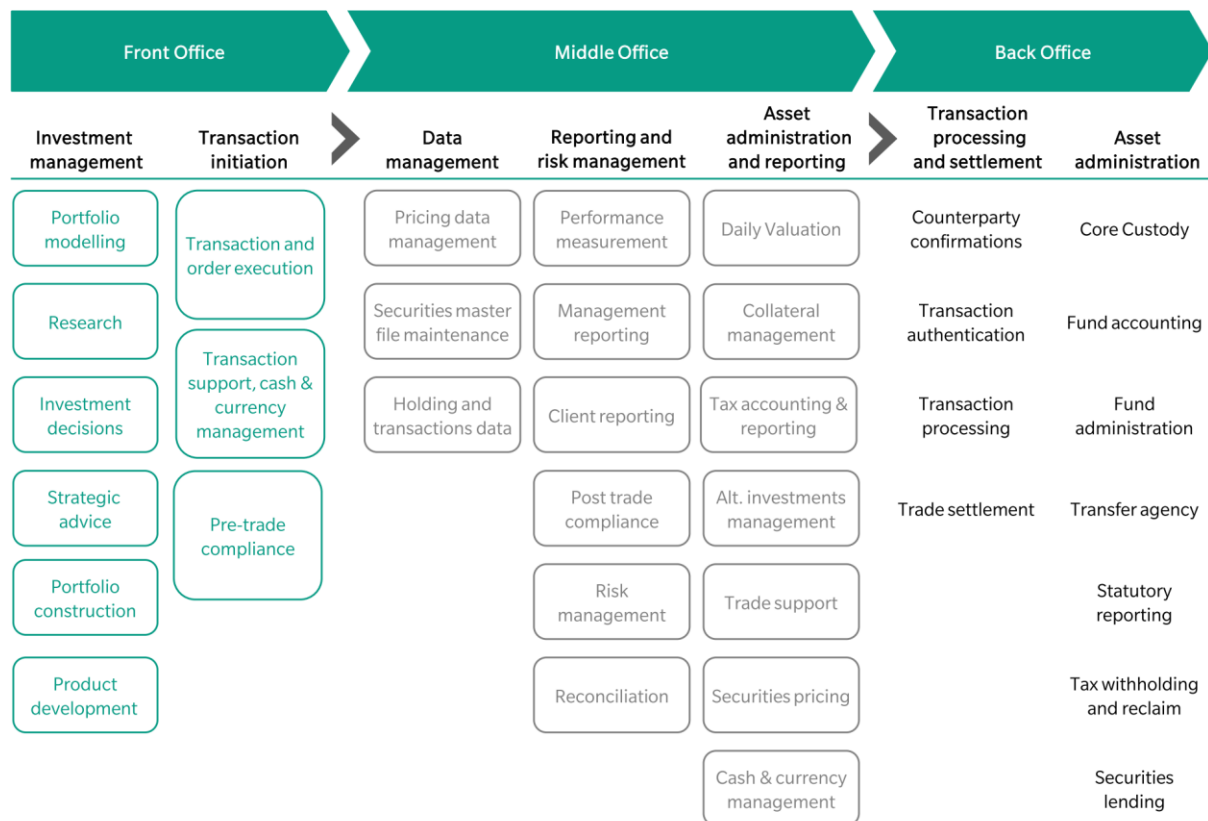 Front Office
Middle Office
Back Office
Investment
management
Transaction
initiation
Data
management
Reporting and
risk management
Asset
administration
and reporting
Transaction
processing
and settlement
Asset
administration
Portfolio
modelling
Research
Investment
decisions
Strategic
advice
Portfolio
construction
Product
development
Transaction and
order execution
Transaction
support, cash &
currency
management
Pre-trade
compliance
Pricing data
management
Securities master
file maintenance
Holding and
transactions data
Performance
measurement
Management
reporting
Client reporting
Post trade
compliance
Risk
management
Reconciliation
Daily Valuation
Collateral
management
Tax accounting &
reporting
Alt. investments
management
Trade support
Securities pricing
Cash & currency
management
Counterparty
confirmations
Transaction
authentication
Transaction
processing
Trade settlement
Core Custody
Fund accounting
Fund
administration
Transfer agency
Statutory
reporting
Tax withholding
and reclaim
Securities
lending